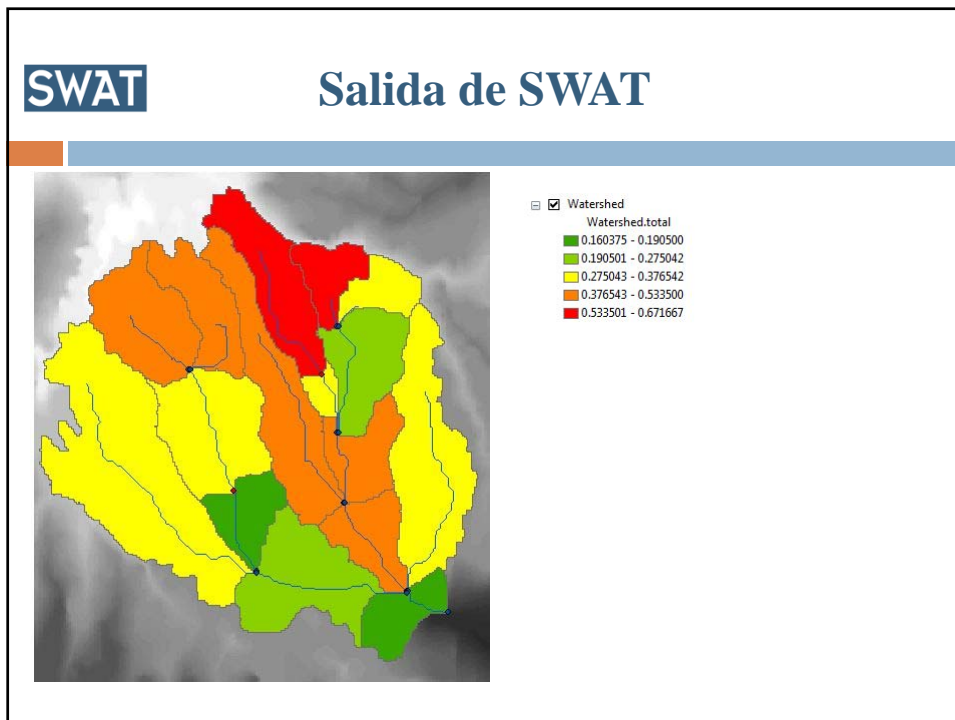 SWAT
Salida de SWAT
Watershed
Watershed.total
0.160375 - 0.190500
0.190501 - 0.275042
0.275043 - 0.376542
0.376543 - 0.533500
0.533501 - 0.671667